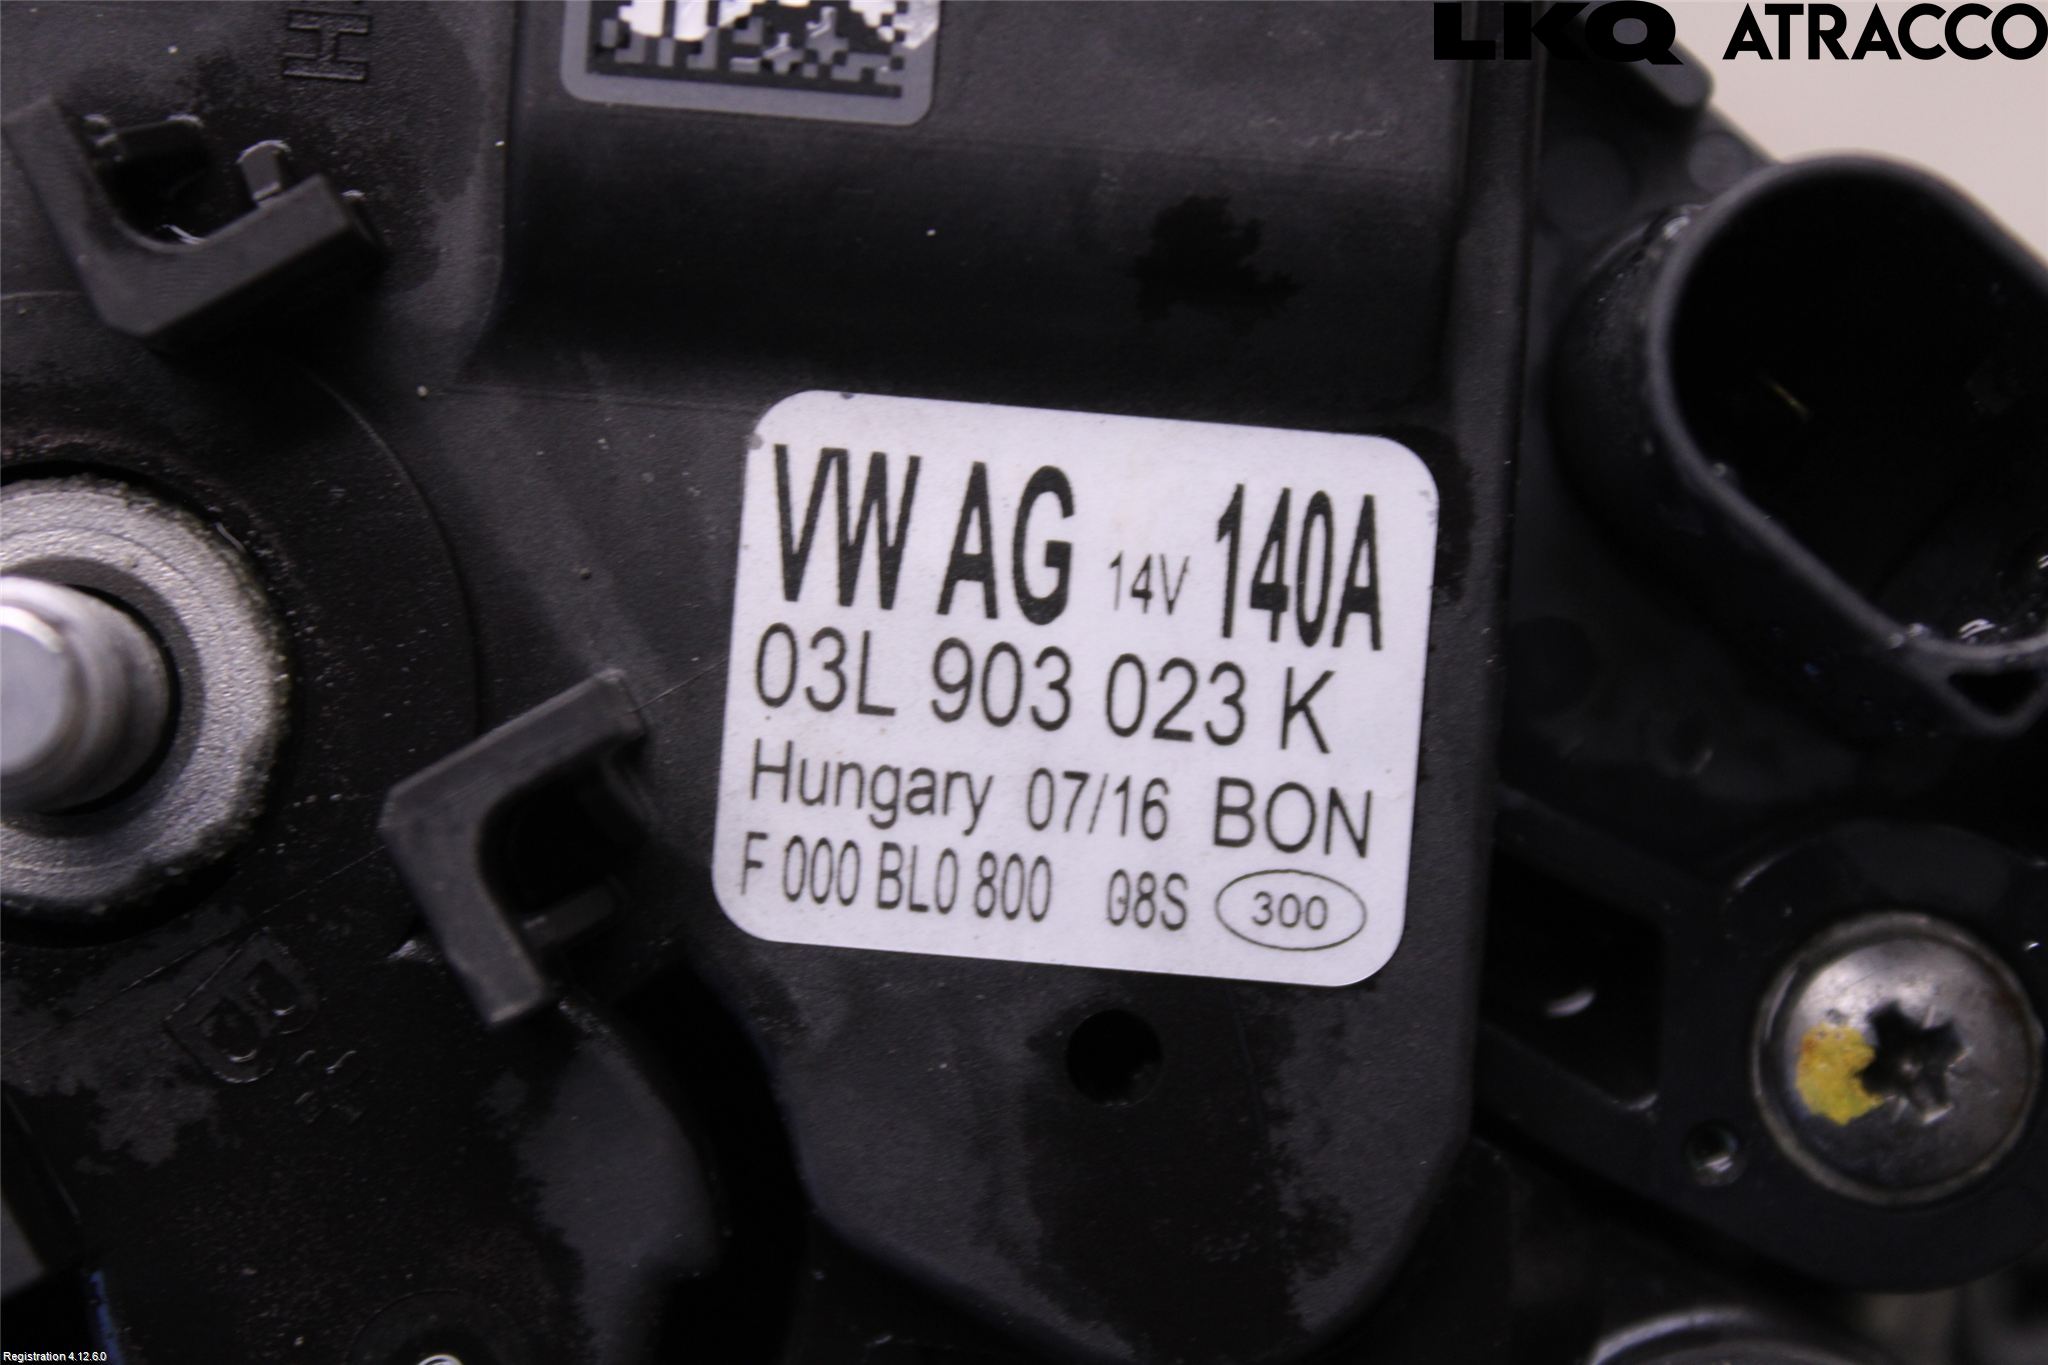 LKQ ATRACCO
VW AG 14V 140A
03L 903 023 K
Hungary 07/16 BON
F 000 BL0 800 08S 300
B+
Registration 4.12.6.0